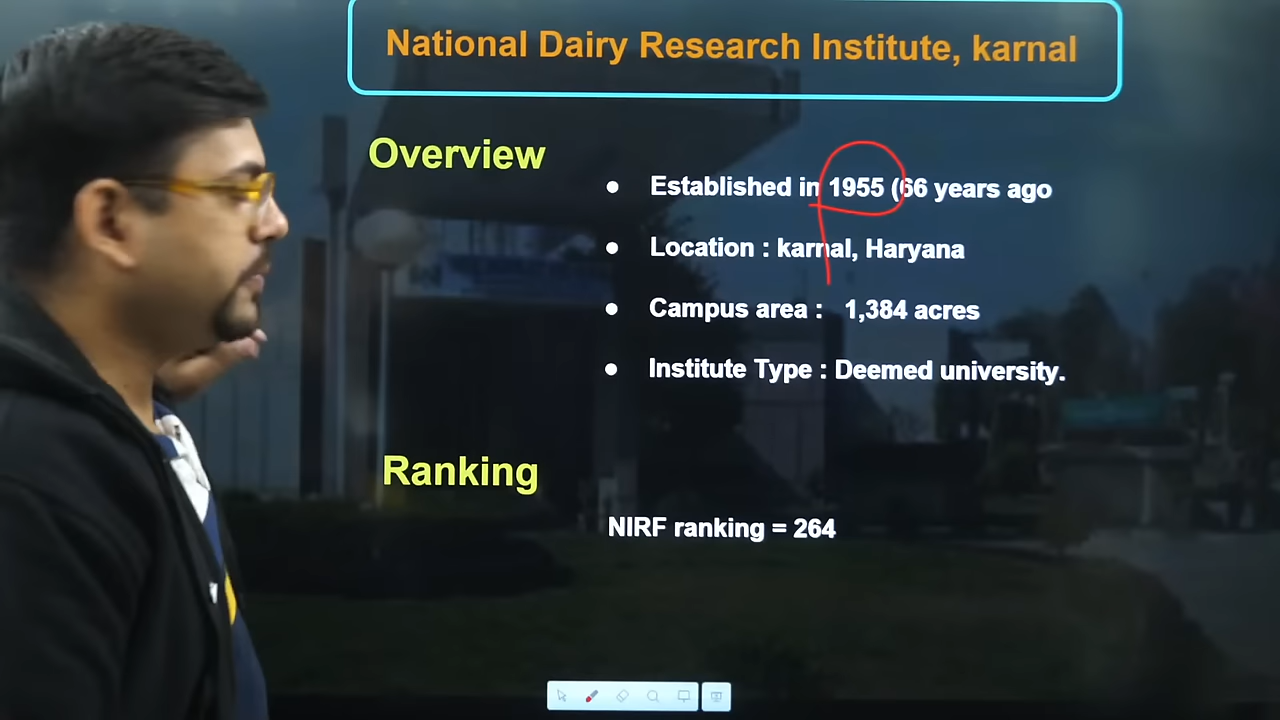 National Dairy Research Institute, karnal
Overview
● Established in 1955 (66 years ago
● Location : karnal, Haryana
● Campus area : 1,384 acres
● Institute Type : Deemed university.
Ranking
NIRF ranking = 264